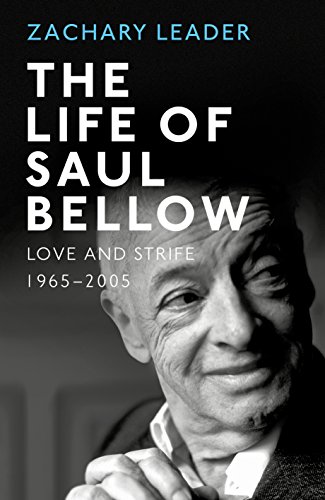 ZACHARY LEADER
THE
LIFE OF
SAUL
BELLOW
LOVE AND STRIFE
1965–2005